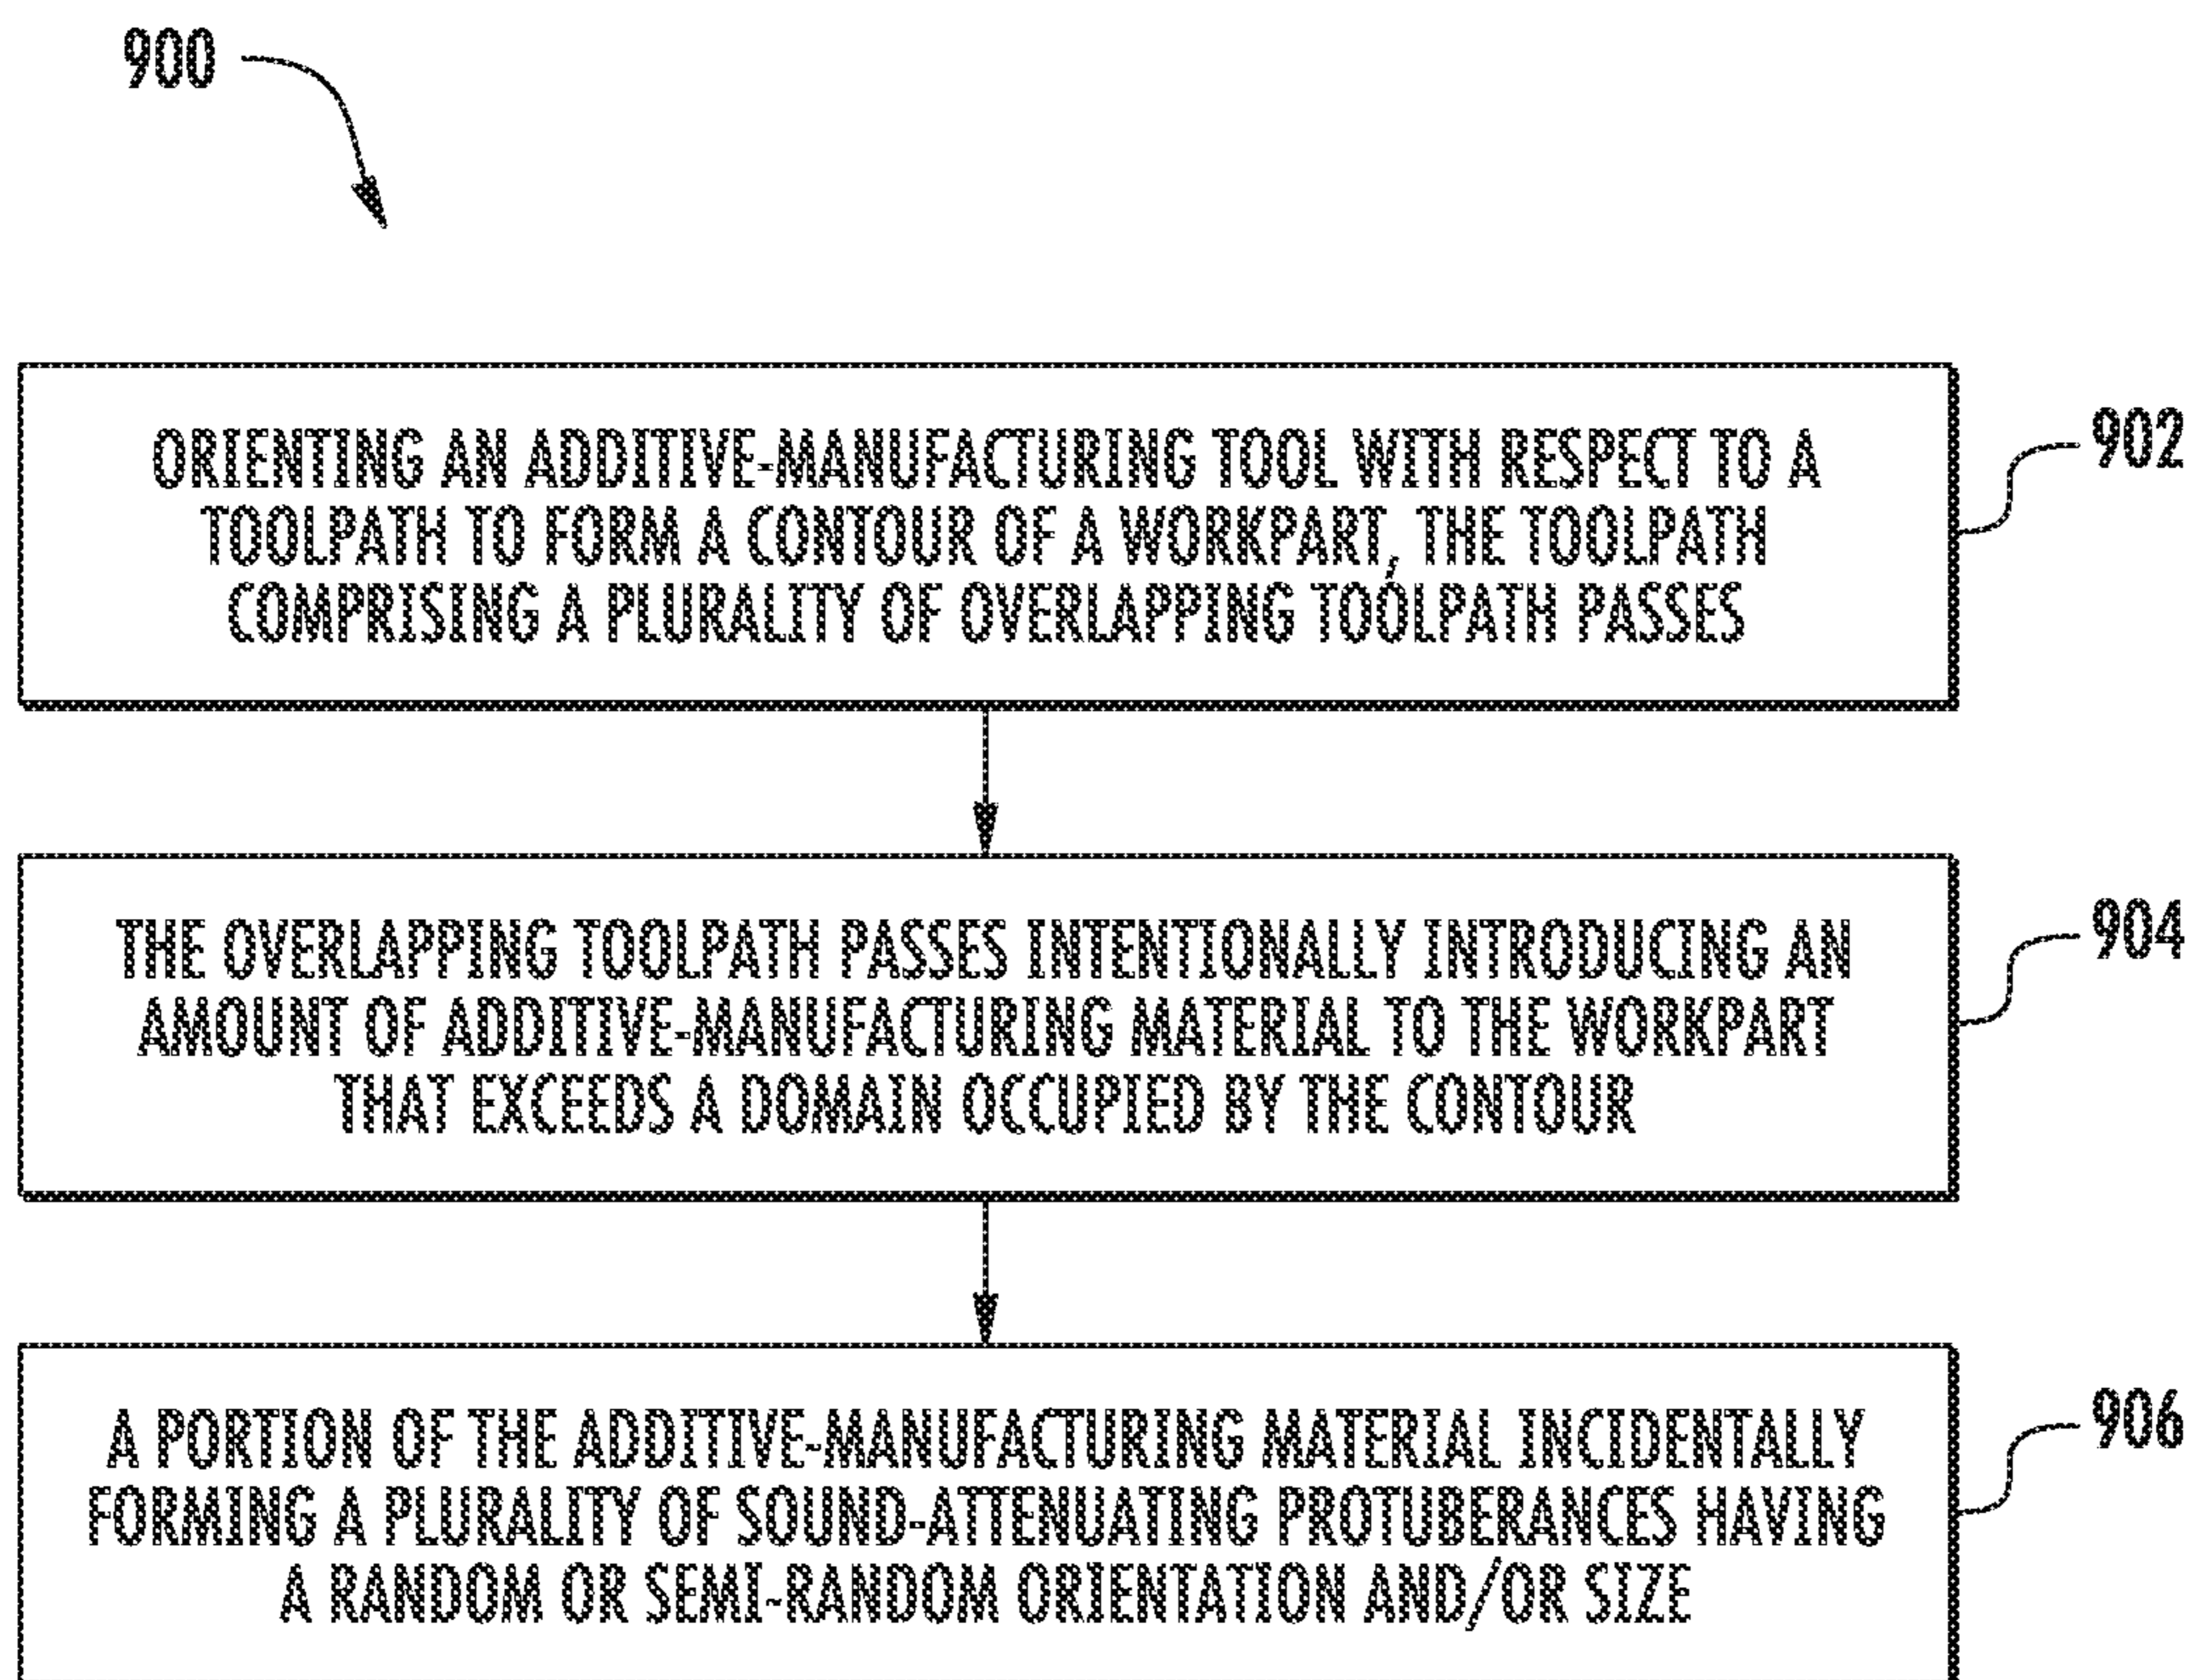 900
ORIENTING AN ADDITIVE-MANUFACTURING TOOL WITH RESPECT TO A
TOOLPATH TO FORM A CONTOUR OF A WORKPART, THE TOOLPATH
COMPRISING A PLURALITY OF OVERLAPPING TOOLPATH PASSES
902
THE OVERLAPPING TOOLPATH PASSES INTENTIONALLY INTRODUCING AN
AMOUNT OF ADDITIVE-MANUFACTURING MATERIAL TO THE WORKPART
THAT EXCEEDS A DOMAIN OCCUPIED BY THE CONTOUR
904
A PORTION OF THE ADDITIVE-MANUFACTURING MATERIAL INCIDENTALLY
FORMING A PLURALITY OF SOUND-ATTENUATING PROTUBERANCES HAVING
A RANDOM OR SEMI-RANDOM ORIENTATION AND/OR SIZE
906